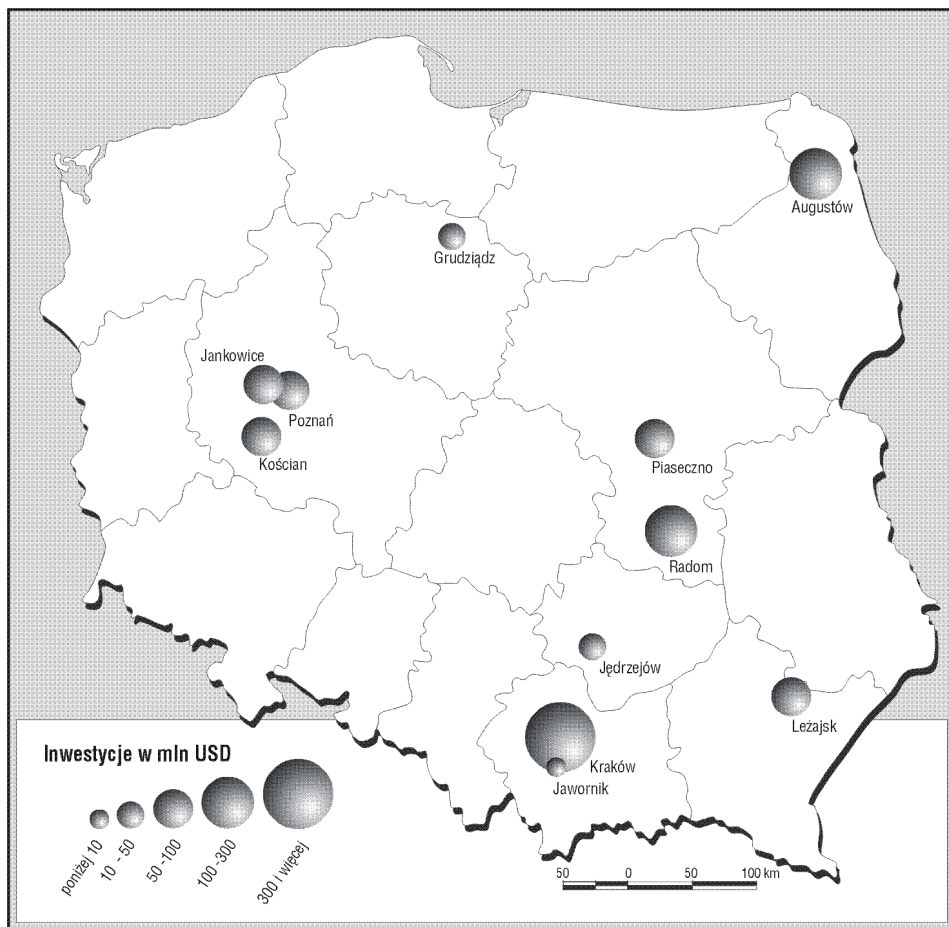 Augustów
Grudziądz
Jankowice
Poznań
Kościan
Piaseczno
Radom
Jędrzejów
Leżajsk
Kraków
Jawornik
Inwestycje w mln USD
poniżej 10
10 - 50
50 -100
100 -300
300 i więcej
50 0 50 100 km